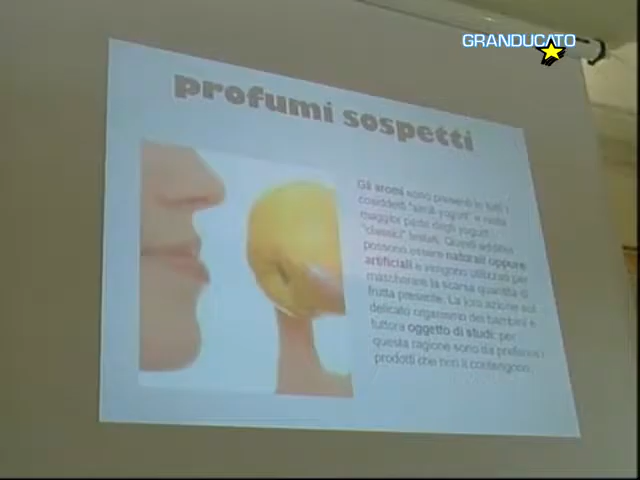 GRANDUCATO
profumi sospetti
Gli aromi sono presenti in tutti i
cosiddetti "simil-yogurt" e nella
maggior parte degli yogurt
"classici" testati. Questi additivi
possono essere naturali oppure
artificiali e vengono utilizzati per
mascherare la scarsa quantità di
frutta presente. La loro azione sul
delicato organismo dei bambini è
tuttora oggetto di studi: per
questa ragione sono da preferire i
prodotti che non li contengono.